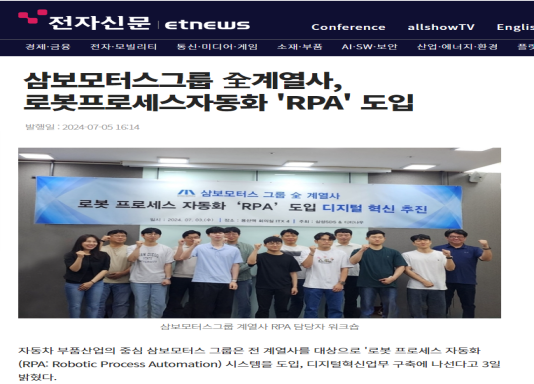 전자신문 etnews
Conference allshowTV Englis
경제·금융 전자·모빌리티 통신·미디어·게임 소재·부품 AI·SW·보안 산업·에너지·환경 플랫
삼보모터스그룹 全계열사,
로봇프로세스자동화 'RPA' 도입
발행일 : 2024-07-05 16:14
삼보모터스 그룹 全 계열사
로봇 프로세스 자동화 'RPA' 도입 디지털 혁신 추진
삼보모터스그룹 계열사 RPA 담당자 워크숍
자동차 부품산업의 중심 삼보모터스 그룹은 전 계열사를 대상으로 '로봇 프로세스 자동화
(RPA: Robotic Process Automation) 시스템을 도입, 디지털혁신업무 구축에 나선다고 3일
밝혔다.